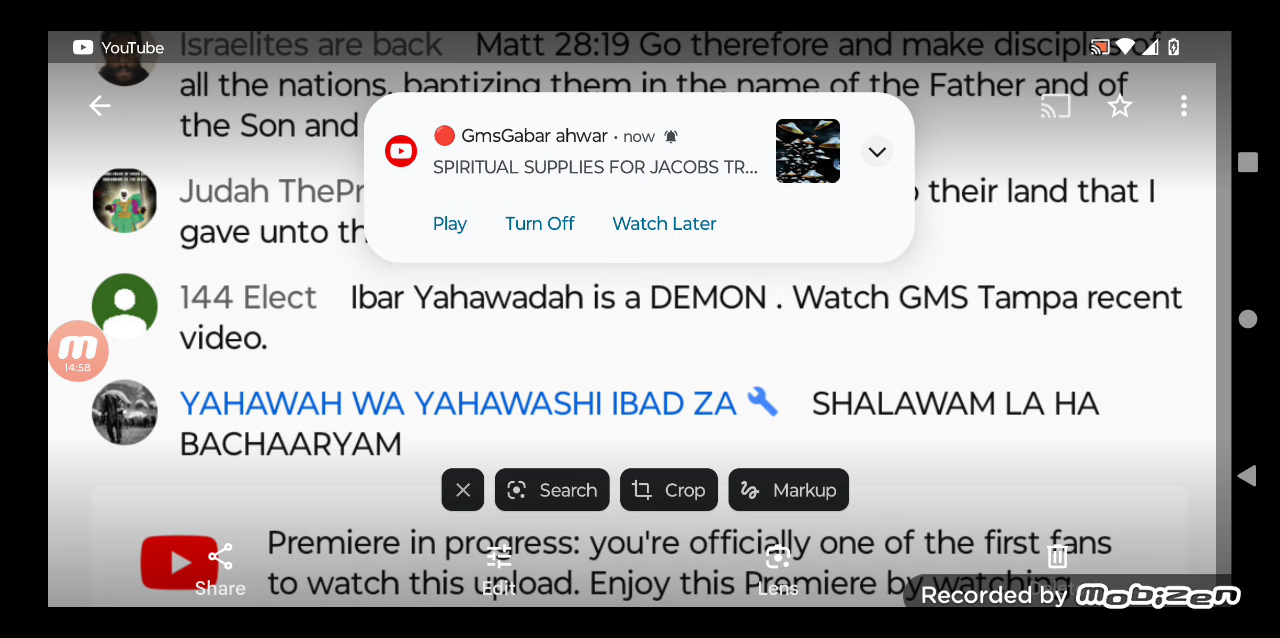 YouTube
Israelites are back Matt 28:19 Go therefore and make disciples of
all the nations, baptizing them in the name of the Father and of
the Son and
🔴 GmsGabar ahwar · now
SPIRITUAL SUPPLIES FOR JACOBS TR...
Play Turn Off Watch Later
Judah ThePr their land that I
gave unto th
144 Elect Ibar Yahawadah is a DEMON . Watch GMS Tampa recent
video.
14:58
YAHAWAH WA YAHAWASHI IBAD ZA 🔧 SHALAWAM LA HA
BACHAARYAM
Search Crop Markup
Premiere in progress: you're officially one of the first fans
to watch this upload. Enjoy this Premiere by watching
Share Edit Lens
Recorded by Mobizen